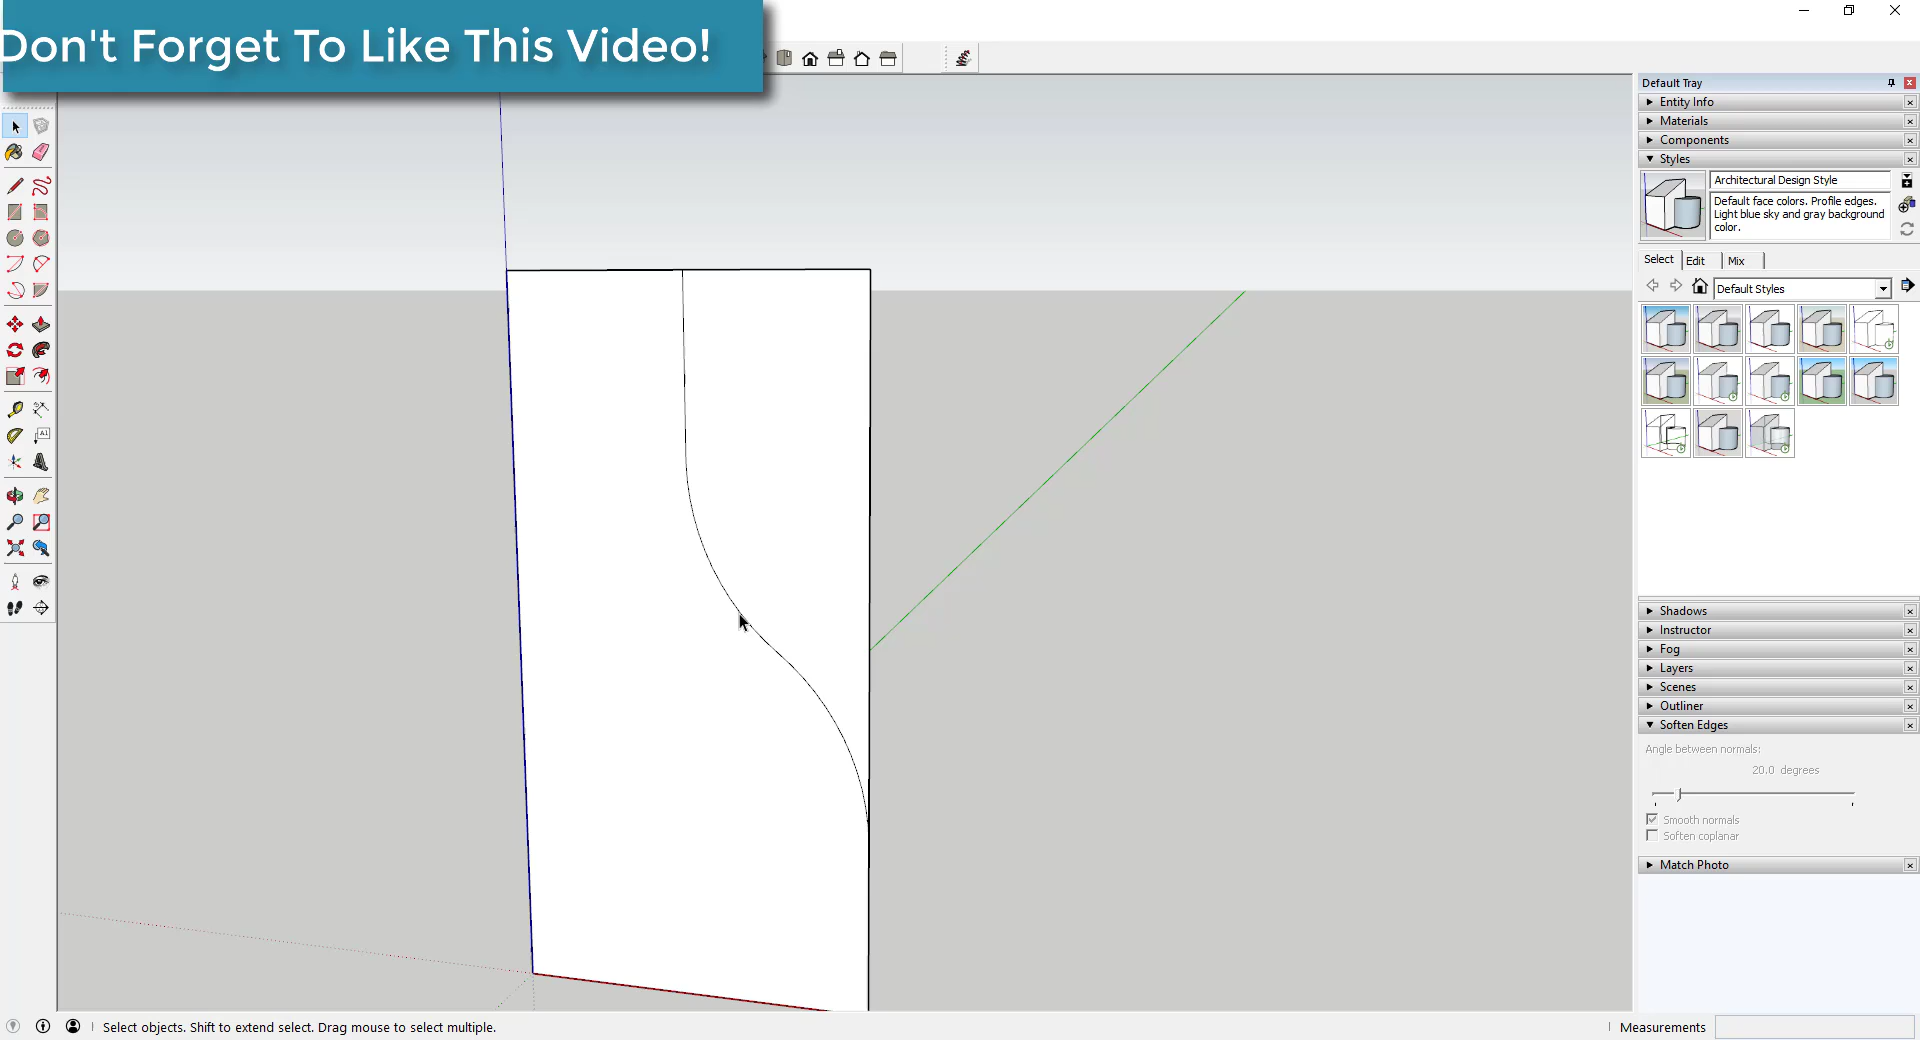 Don't Forget To Like This Video!
Default Tray
Entity Info
Materials
Components
Styles
Architectural Design Style
Default face colors. Profile edges.
Light blue sky and gray background
color.
Select
Edit
Mix
Default Styles
Shadows
Instructor
Fog
Layers
Scenes
Outliner
Soften Edges
Angle between normals:
20.0 degrees
Smooth normals
Soften coplanar
Match Photo
Select objects. Shift to extend select. Drag mouse to select multiple.
Measurements